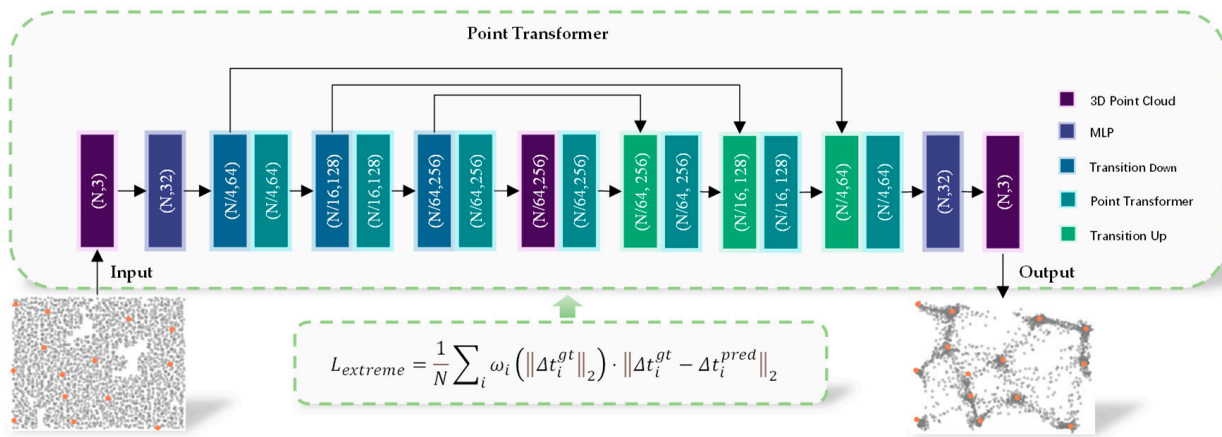 Point Transformer
(N,3)
(N,32)
(N/4,64)
(N/4,64)
(N/16,128)
(N/16,128)
(N/64,256)
(N/64,256)
(N/64,256)
(N/64,256)
(N/64, 256)
(N/64, 256)
(N/16, 128)
(N/16, 128)
(N/4,64)
(N/4,64)
(N,32)
(N,3)
3D Point Cloud
MLP
Transition Down
Point Transformer
Transition Up
Input
Output
L_{extreme} = \frac{1}{N} \sum_i \omega_i \left( \left\| \Delta t_i^{gt} \right\|_2 \right) \cdot \left\| \Delta t_i^{gt} - \Delta t_i^{pred} \right\|_2